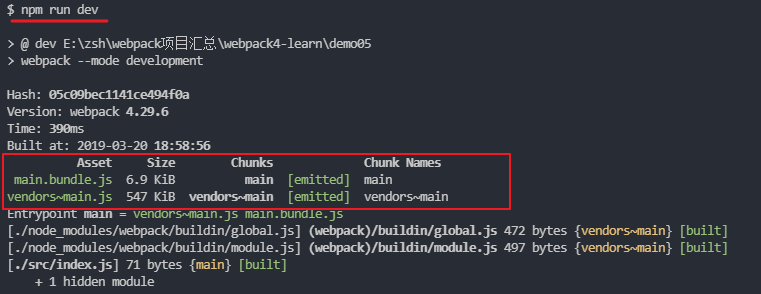 $ npm run dev
> @ dev E:\zsh\webpack项目汇总\webpack4-learn\demo05
> webpack --mode development
Hash: 05c09bec1141ce494f0a
Version: webpack 4.29.6
Time: 390ms
Built at: 2019-03-20 18:58:56
Asset Size Chunks Chunk Names
main.bundle.js 6.9 KiB main [emitted] main
vendors~main.js 547 KiB vendors~main [emitted] vendors~main
Entrypoint main = vendors~main.js main.bundle.js
[./node_modules/webpack/buildin/global.js] (webpack)/buildin/global.js 472 bytes {vendors~main} [built]
[./node_modules/webpack/buildin/module.js] (webpack)/buildin/module.js 497 bytes {vendors~main} [built]
[./src/index.js] 71 bytes {main} [built]
+ 1 hidden module